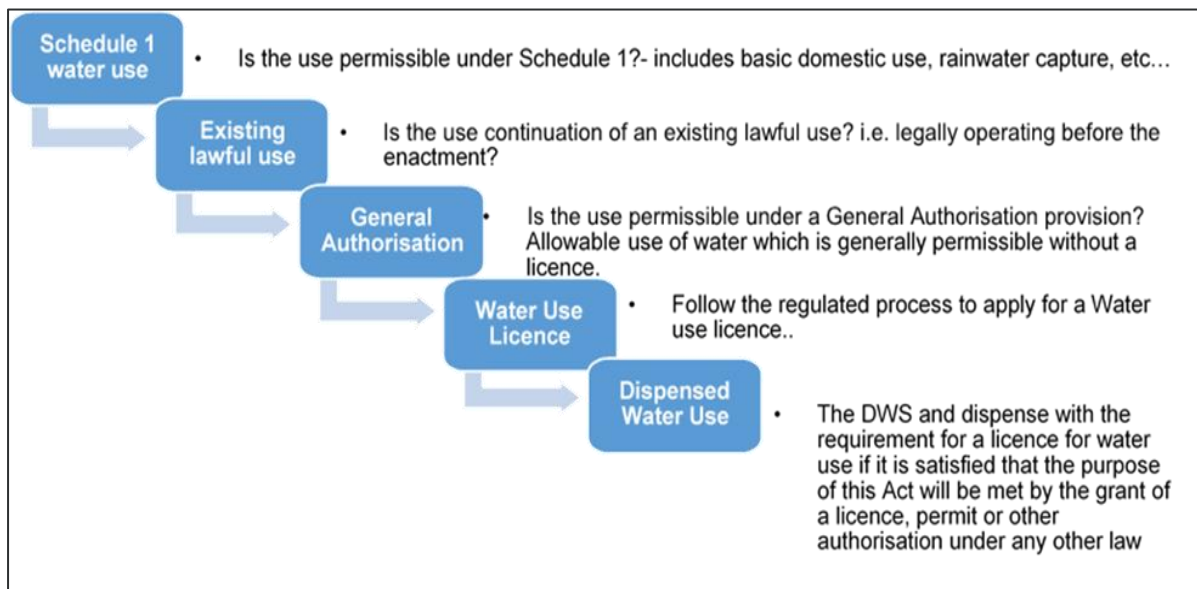 Schedule 1
water use
• Is the use permissible under Schedule 1?- includes basic domestic use, rainwater capture, etc…
Existing
lawful use
• Is the use continuation of an existing lawful use? i.e. legally operating before the
enactment?
General
Authorisation
• Is the use permissible under a General Authorisation provision?
Allowable use of water which is generally permissible without a
licence.
Water Use
Licence
• Follow the regulated process to apply for a Water
use licence..
Dispensed
Water Use
• The DWS and dispense with the
requirement for a licence for water
use if it is satisfied that the purpose
of this Act will be met by the grant of
a licence, permit or other
authorisation under any other law